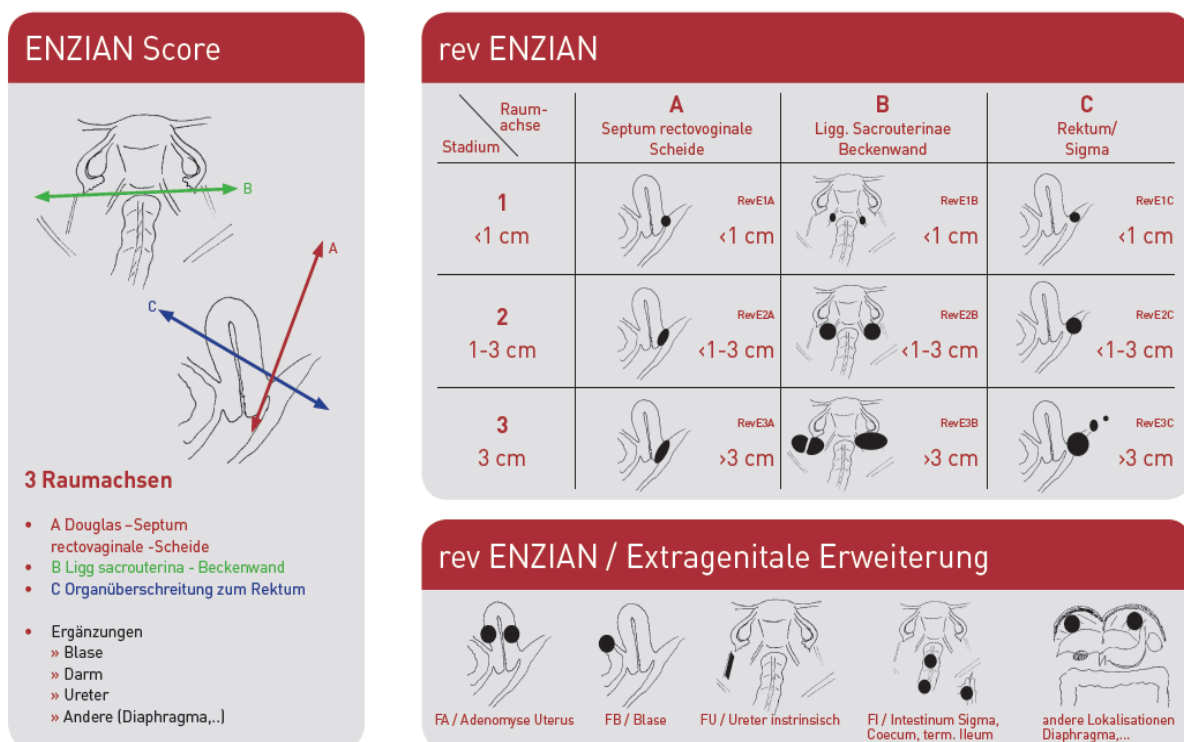 ENZIAN Score
B
A
C
3 Raumachsen
• A Douglas –Septum
rectovaginale -Scheide
• B Ligg sacrouterina - Beckenwand
• C Organüberschreitung zum Rektum
• Ergänzungen
» Blase
» Darm
» Ureter
» Andere (Diaphragma,..)
rev ENZIAN
Raum-
achse
Stadium
A
Septum rectovoginale
Scheide
B
Ligg. Sacrouterinae
Beckenwand
C
Rektum/
Sigma
1
<1 cm
RevE1A
<1 cm
RevE1B
<1 cm
RevE1C
<1 cm
2
1-3 cm
RevE2A
<1-3 cm
RevE2B
<1-3 cm
RevE2C
<1-3 cm
3
3 cm
RevE3A
>3 cm
RevE3B
>3 cm
RevE3C
>3 cm
rev ENZIAN / Extragenitale Erweiterung
FA / Adenomyse Uterus
FB / Blase
FU / Ureter instrinsisch
FI / Intestinum Sigma,
Coecum, term. Ileum
andere Lokalisationen
Diaphragma,...